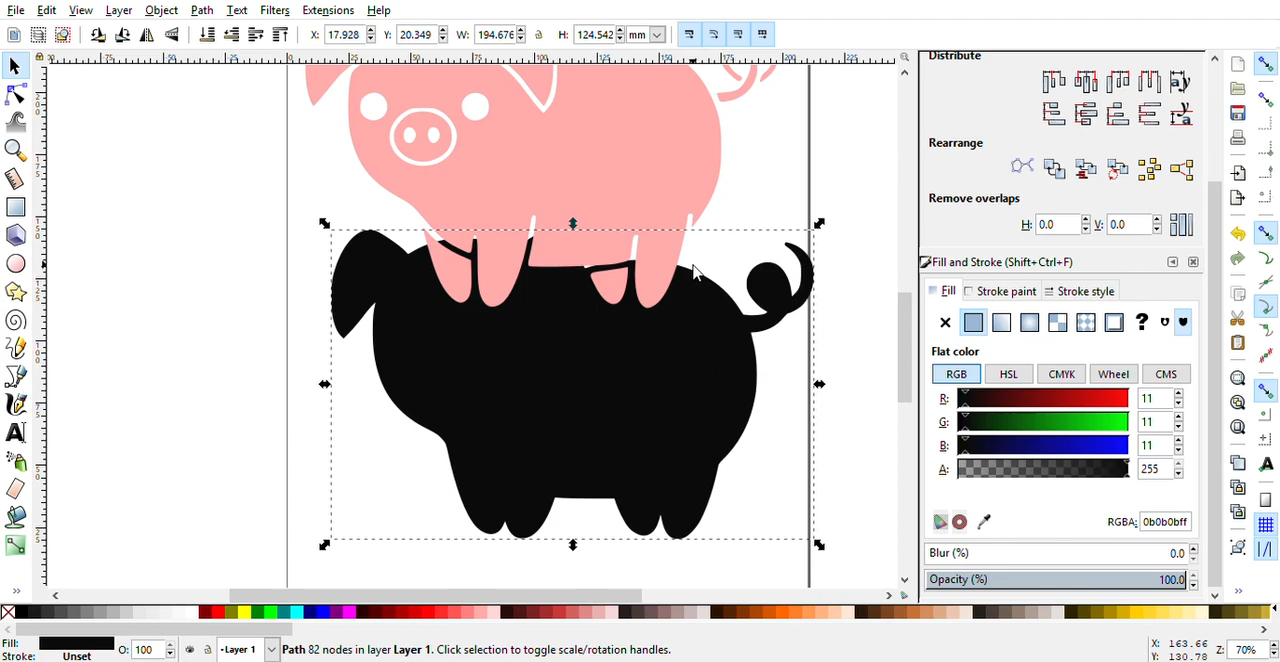 File Edit View Layer Object Path Text Filters Extensions Help
X: 17.928 Y: 20.349 W: 194.676 H: 124.542 mm
Distribute
Rearrange
Remove overlaps
H: 0.0 V: 0.0
Fill and Stroke (Shift+Ctrl+F)
Fill Stroke paint Stroke style
Flat color
RGB HSL CMYK Wheel CMS
R: 11
G: 11
B: 11
A: 255
RGBA: 0b0b0bff
Blur (%) 0.0
Opacity (%) 100.0
Fill:
Stroke: Unset
O: 100
Layer 1
Path 82 nodes in layer Layer 1. Click selection to toggle scale/rotation handles.
X: 163.66
Y: 130.78
Z: 70%